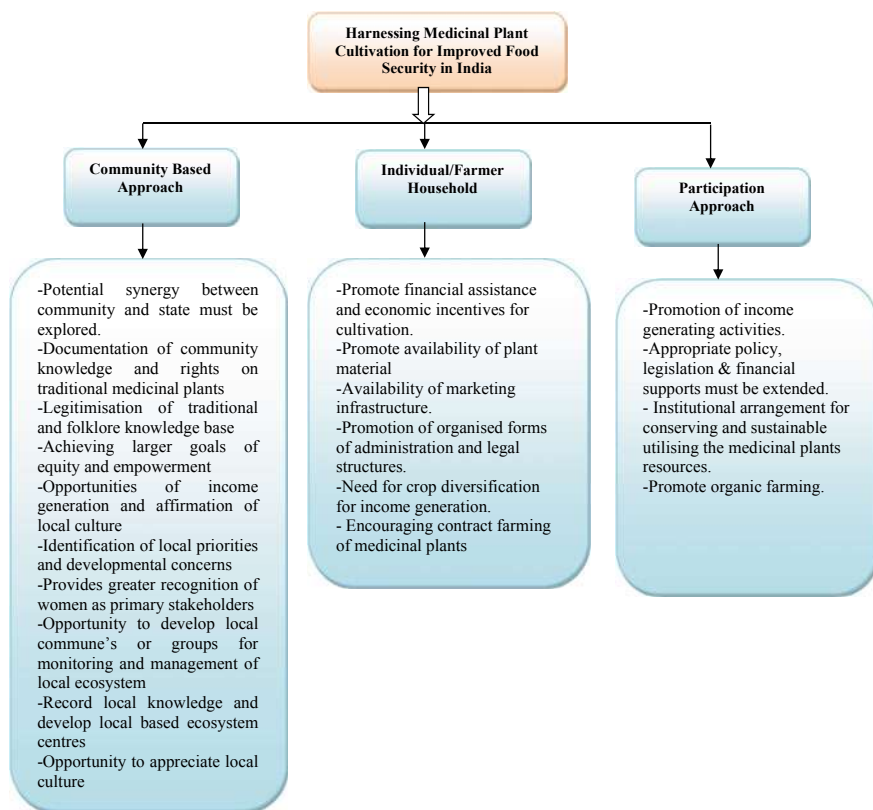 Harnessing Medicinal Plant
Cultivation for Improved Food
Security in India
Community Based
Approach
Individual/Farmer
Household
Participation
Approach
-Potential synergy between
community and state must be
explored.
-Documentation of community
knowledge and rights on
traditional medicinal plants
-Legitimisation of traditional
and folklore knowledge base
-Achieving larger goals of
equity and empowerment
-Opportunities of income
generation and affirmation of
local culture
-Identification of local priorities
and developmental concerns
-Provides greater recognition of
women as primary stakeholders
-Opportunity to develop local
commune's or groups for
monitoring and management of
local ecosystem
-Record local knowledge and
develop local based ecosystem
centres
-Opportunity to appreciate local
culture
-Promote financial assistance
and economic incentives for
cultivation.
-Promote availability of plant
material
-Availability of marketing
infrastructure.
-Promotion of organised forms
of administration and legal
structures.
-Need for crop diversification
for income generation.
- Encouraging contract farming
of medicinal plants
-Promotion of income
generating activities.
-Appropriate policy,
legislation & financial
supports must be extended.
- Institutional arrangement for
conserving and sustainable
utilising the medicinal plants
resources.
-Promote organic farming.